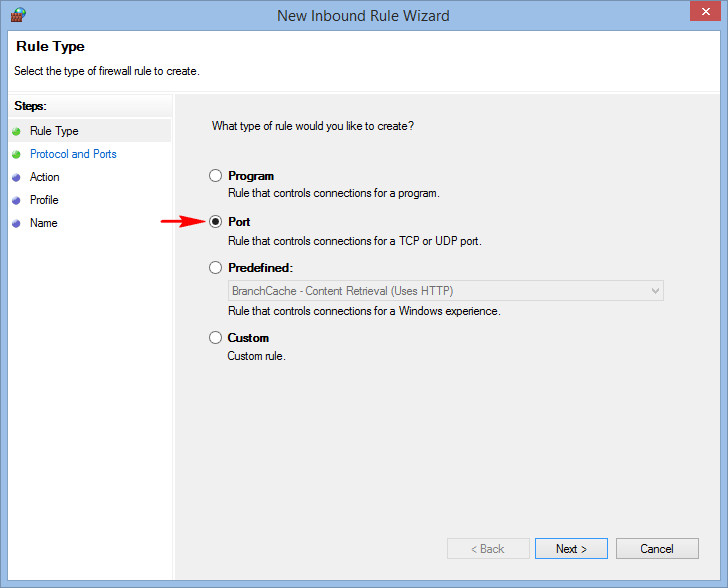 New Inbound Rule Wizard
Rule Type
Select the type of firewall rule to create.
Steps:
Rule Type
Protocol and Ports
Action
Profile
Name
What type of rule would you like to create?
Program
Rule that controls connections for a program.
Port
Rule that controls connections for a TCP or UDP port.
Predefined:
BranchCache - Content Retrieval (Uses HTTP)
Rule that controls connections for a Windows experience.
Custom
Custom rule.
< Back
Next >
Cancel